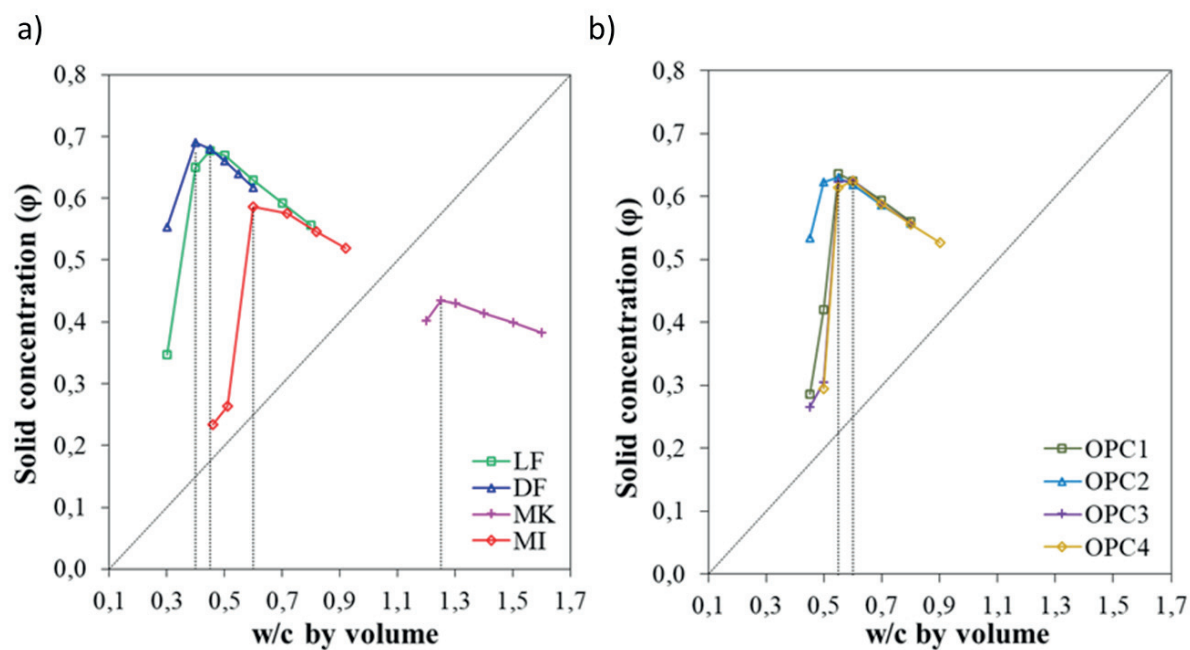 a)
0,8
0,7
0,6
0,5
0,4
0,3
0,2
0,1
0,0
Solid concentration (φ)
LF
DF
MK
MI
0,1 0,3 0,5 0,7 0,9 1,1 1,3 1,5 1,7
w/c by volume
b)
0,8
0,7
0,6
0,5
0,4
0,3
0,2
0,1
0,0
Solid concentration (φ)
OPC1
OPC2
OPC3
OPC4
0,1 0,3 0,5 0,7 0,9 1,1 1,3 1,5 1,7
w/c by volume